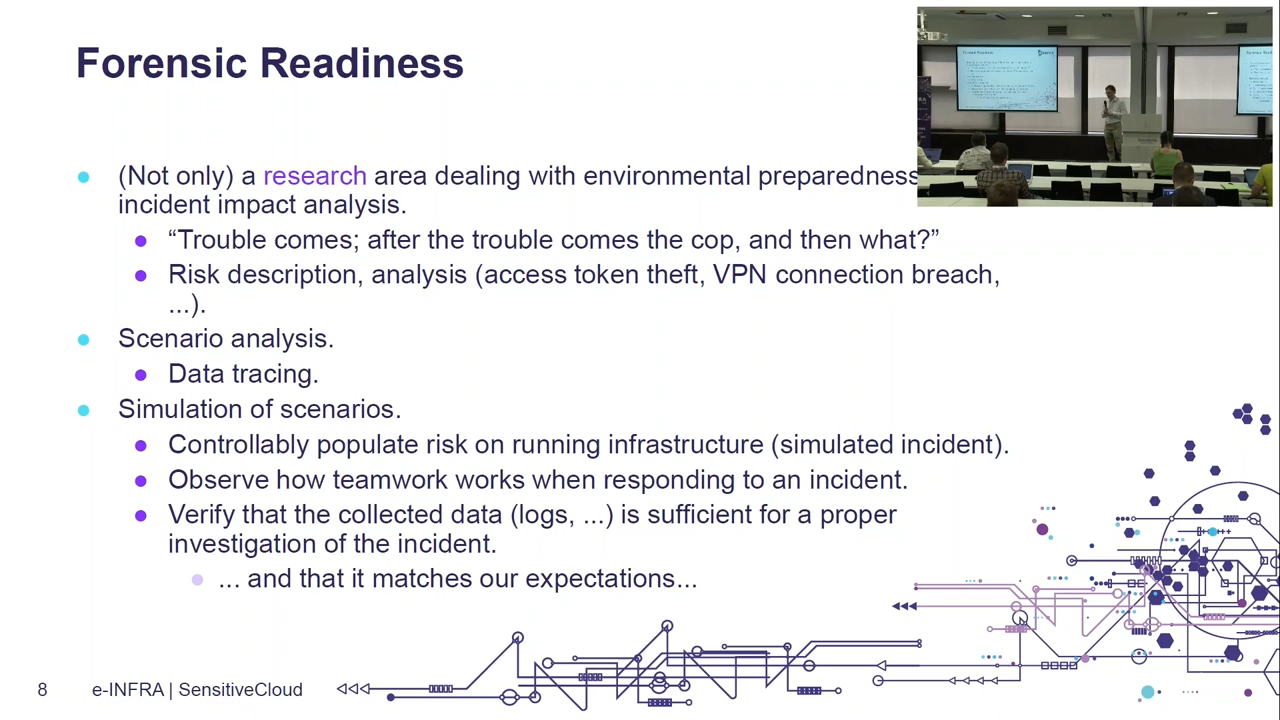 Forensic Readiness
(Not only) a research area dealing with environmental preparedness
incident impact analysis.
“Trouble comes; after the trouble comes the cop, and then what?”
Risk description, analysis (access token theft, VPN connection breach,
...).
Scenario analysis.
Data tracing.
Simulation of scenarios.
Controllably populate risk on running infrastructure (simulated incident).
Observe how teamwork works when responding to an incident.
Verify that the collected data (logs, ...) is sufficient for a proper
investigation of the incident.
... and that it matches our expectations...
8 e-INFRA | SensitiveCloud